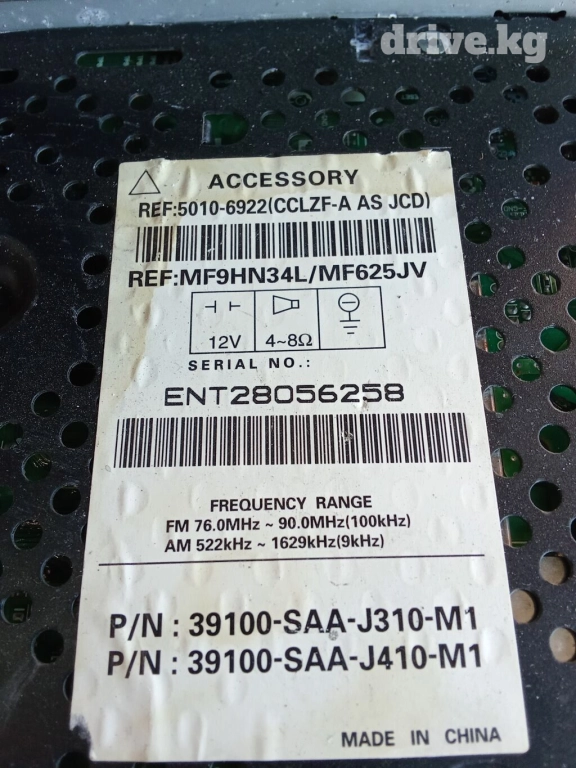 drive.kg
ACCESSORY
REF:5010-6922(CCLZF-A AS JCD)
REF:MF9HN34L/MF625JV
12V 4~8Ω
SERIAL NO.:
ENT28056258
FREQUENCY RANGE
FM 76.0MHz ~ 90.0MHz(100kHz)
AM 522kHz ~ 1629kHz(9kHz)
P/N : 39100-SAA-J310-M1
P/N : 39100-SAA-J410-M1
MADE IN CHINA